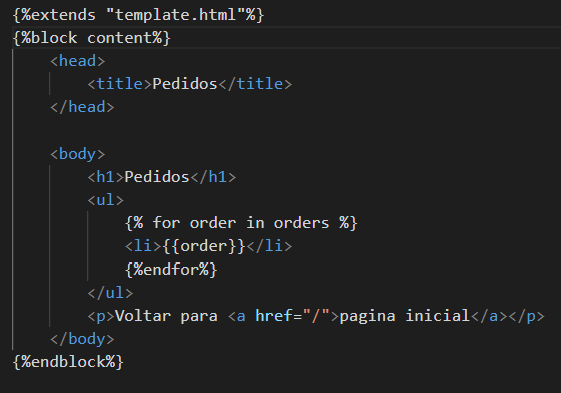 {%extends "template.html"%}
{%block content%}
    <head>
        <title>Pedidos</title>
    </head>

    <body>
        <h1>Pedidos</h1>
        <ul>
            {% for order in orders %}
            <li>{{order}}</li>
            {%endfor%}
        </ul>
        <p>Voltar para <a href="/">pagina inicial</a></p>
    </body>
{%endblock%}